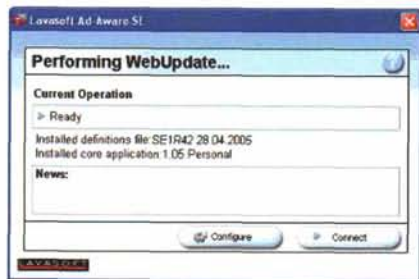 Lavasoft Ad-Aware SE
Performing WebUpdate...
Current Operation
Ready
Installed definitions file:SE1R42 28.04.2005
Installed core application:1.05 Personal
News:
Configure
Connect
LAVASOFT